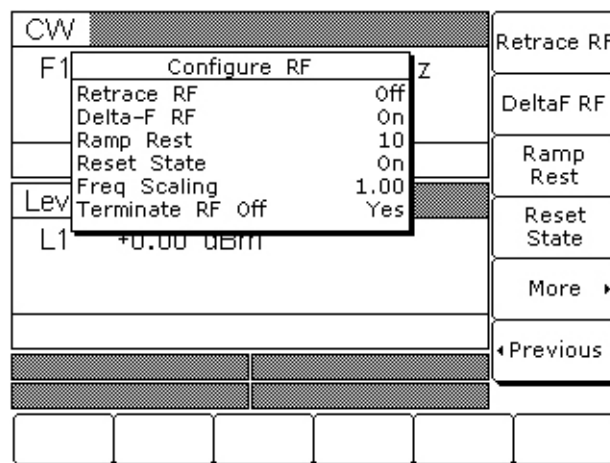 CW
F1
z
Configure RF
Retrace RF Off
Delta-F RF On
Ramp Rest 10
Reset State On
Freq Scaling 1.00
Terminate RF Off Yes
Lev
L1 +0.00 dBm
Retrace RF
DeltaF RF
Ramp
Rest
Reset
State
More
Previous